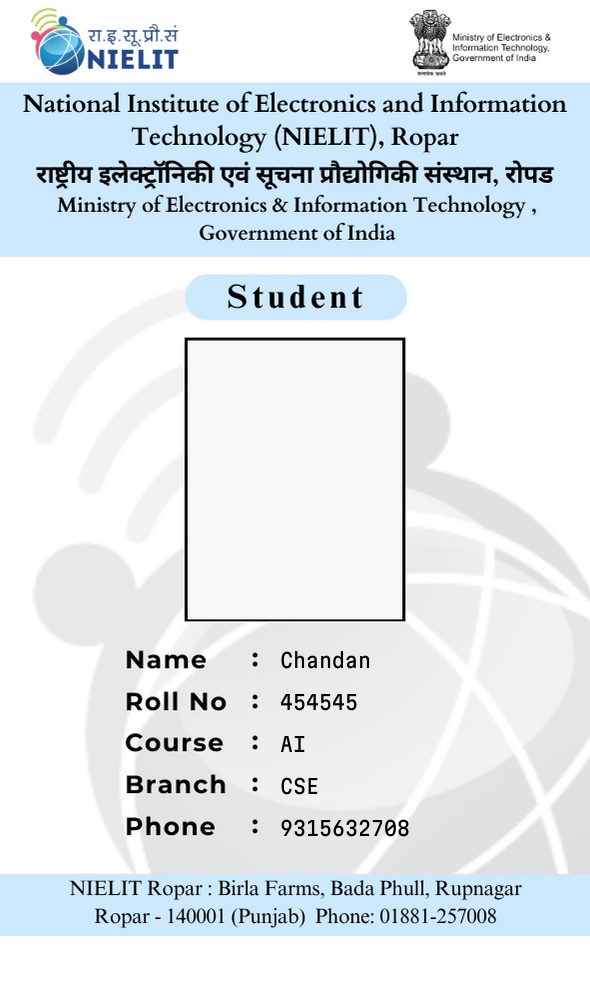 रा.इ.सू.प्रौ.सं
NIELIT
सत्यमेव जयते
Ministry of Electronics &
Information Technology,
Government of India
National Institute of Electronics and Information
Technology (NIELIT), Ropar
राष्ट्रीय इलेक्ट्रॉनिकी एवं सूचना प्रौद्योगिकी संस्थान, रोपड
Ministry of Electronics & Information Technology ,
Government of India
Student
Name : Chandan
Roll No : 454545
Course : AI
Branch : CSE
Phone : 9315632708
NIELIT Ropar : Birla Farms, Bada Phull, Rupnagar
Ropar - 140001 (Punjab) Phone: 01881-257008